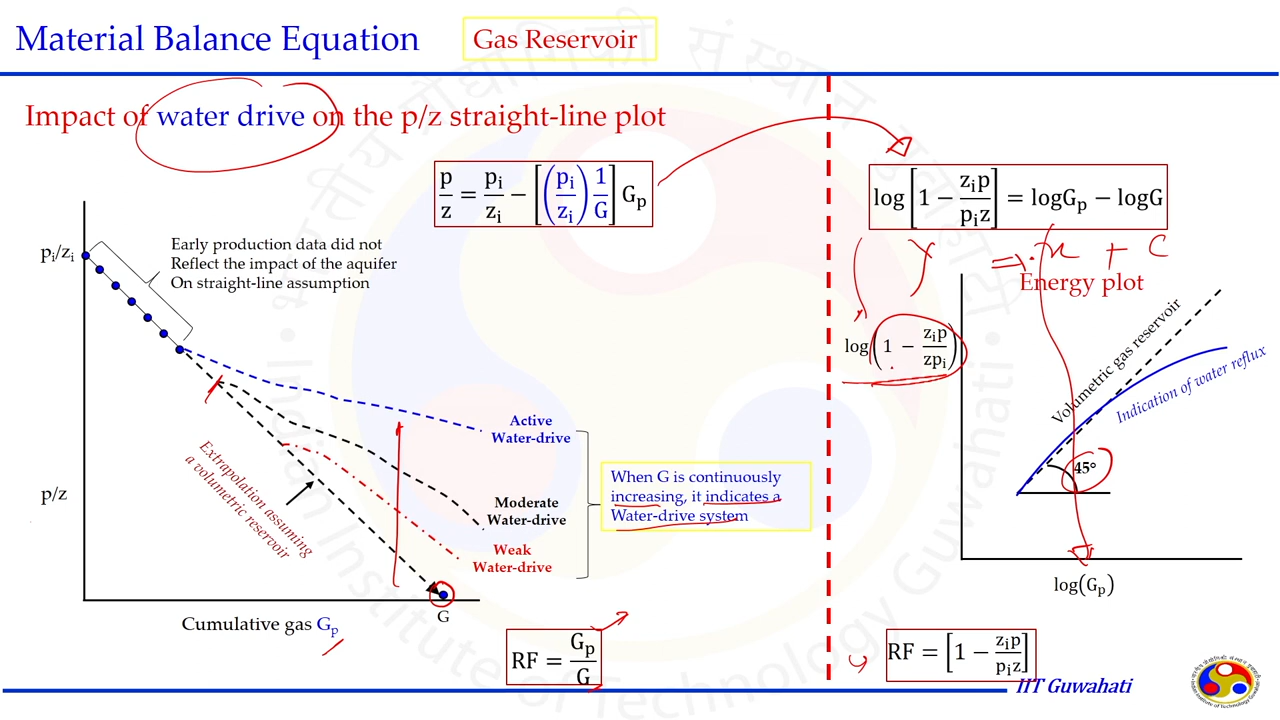 Material Balance Equation
Gas Reservoir
Impact of water drive on the p/z straight-line plot
p/z = pᵢ/zᵢ − [(pᵢ/zᵢ) 1/G] Gₚ
pᵢ/zᵢ
Early production data did not
Reflect the impact of the aquifer
On straight-line assumption
Active
Water-drive
Extrapolation assuming
a volumetric reservoir
p/z
Moderate
Water-drive
Weak
Water-drive
When G is continuously
increasing, it indicates a
Water-drive system
G
Cumulative gas Gₚ
RF = Gₚ/G
log[1 − zᵢp/pᵢz] = logGₚ − logG
y => x + C
Energy plot
log(1 − zᵢp/zpᵢ)
Volumetric gas reservoir
Indication of water reflux
45°
log(Gₚ)
RF = [1 − zᵢp/pᵢz]
IIT Guwahati